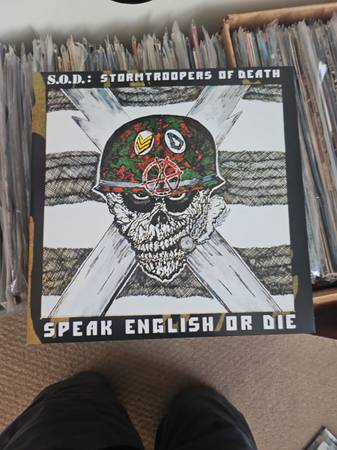 S.O.D.: STORMTROOPERS OF DEATH
SPEAK ENGLISH OR DIE